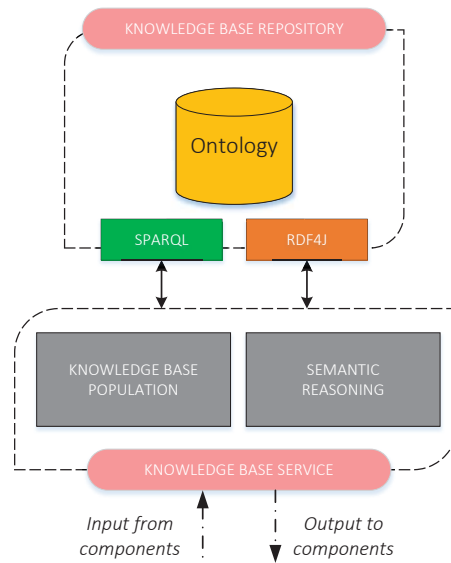 KNOWLEDGE BASE REPOSITORY
Ontology
SPARQL
RDF4J
KNOWLEDGE BASE
POPULATION
SEMANTIC
REASONING
KNOWLEDGE BASE SERVICE
Input from
components
Output to
components